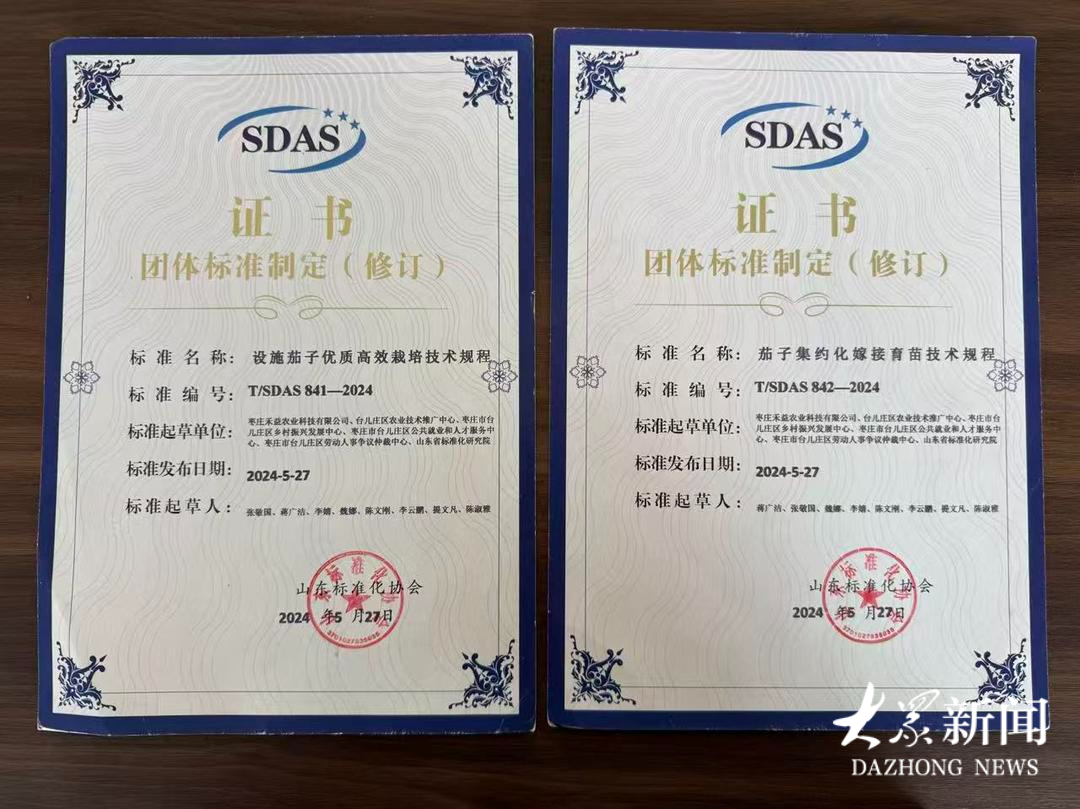 SDAS
证书
团体标准制定（修订）
标准名称：设施茄子优质高效栽培技术规程
标准编号：T/SDAS 841—2024
标准起草单位：枣庄禾益农业科技有限公司、台儿庄区农业技术推广中心、枣庄市台
儿庄区乡村振兴发展中心、枣庄市台儿庄区公共就业和人才服务中
心、枣庄市台儿庄区劳动人事争议仲裁中心、山东省标准化研究院
标准发布日期：2024-5-27
标准起草人：张敬国、蒋广洁、李婧、魏娜、陈文刚、李云鹏、提文凡、陈淑雅
山东标准化协会
2024 年5 月27日
3701027835035
SDAS
证书
团体标准制定（修订）
标准名称：茄子集约化嫁接育苗技术规程
标准编号：T/SDAS 842—2024
标准起草单位：枣庄禾益农业科技有限公司、台儿庄区农业技术推广中心、枣庄市台
儿庄区乡村振兴发展中心、枣庄市台儿庄区公共就业和人才服务中
心、枣庄市台儿庄区劳动人事争议仲裁中心、山东省标准化研究院
标准发布日期：2024-5-27
标准起草人：蒋广洁、张敬国、魏娜、李婧、陈文刚、李云鹏、提文凡、陈淑雅
山东标准化协会
2024 年5 月27日
大众新闻
DAZHONG NEWS